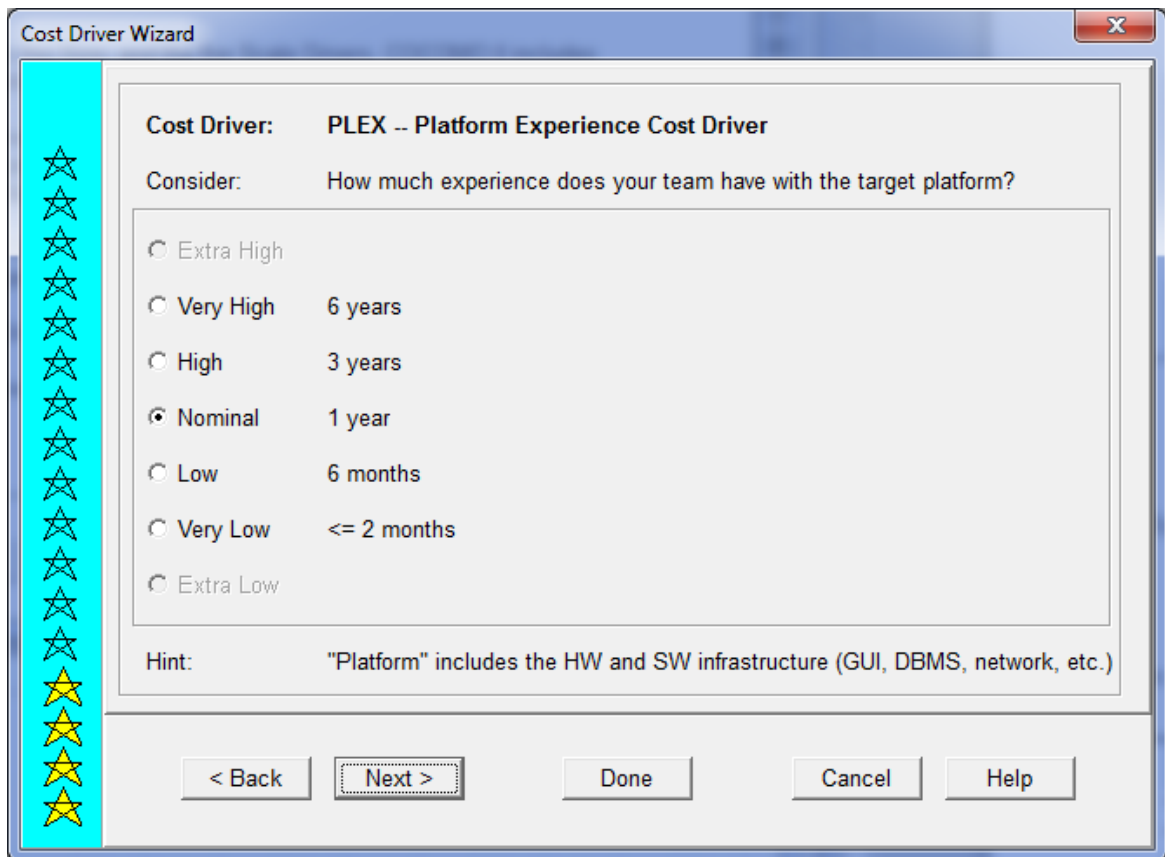 Cost Driver Wizard
Cost Driver: PLEX -- Platform Experience Cost Driver
Consider: How much experience does your team have with the target platform?
Extra High
Very High 6 years
High 3 years
Nominal 1 year
Low 6 months
Very Low <= 2 months
Extra Low
Hint: "Platform" includes the HW and SW infrastructure (GUI, DBMS, network, etc.)
< Back Next > Done Cancel Help